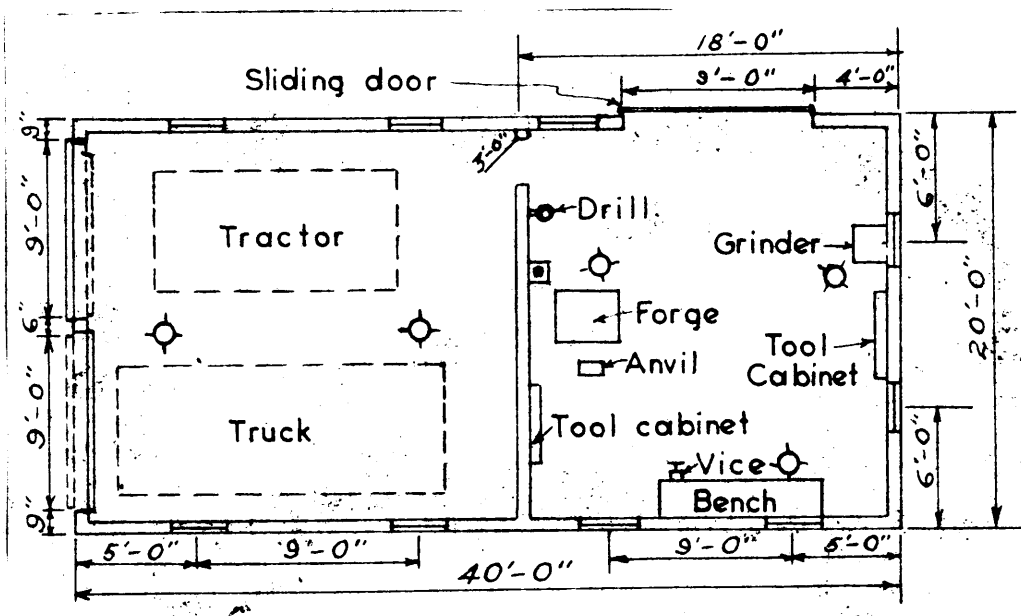 18'-0"
9'-0"
4'-0"
Sliding door
9"
3'-0"
6'-0"
9'-0"
Drill
Tractor
Grinder
20'-0"
6"
Forge
Tool
Cabinet
Anvil
9'-0"
Truck
Tool cabinet
Vice
6'-0"
Bench
9"
5'-0"
9'-0"
9'-0"
5'-0"
40'-0"